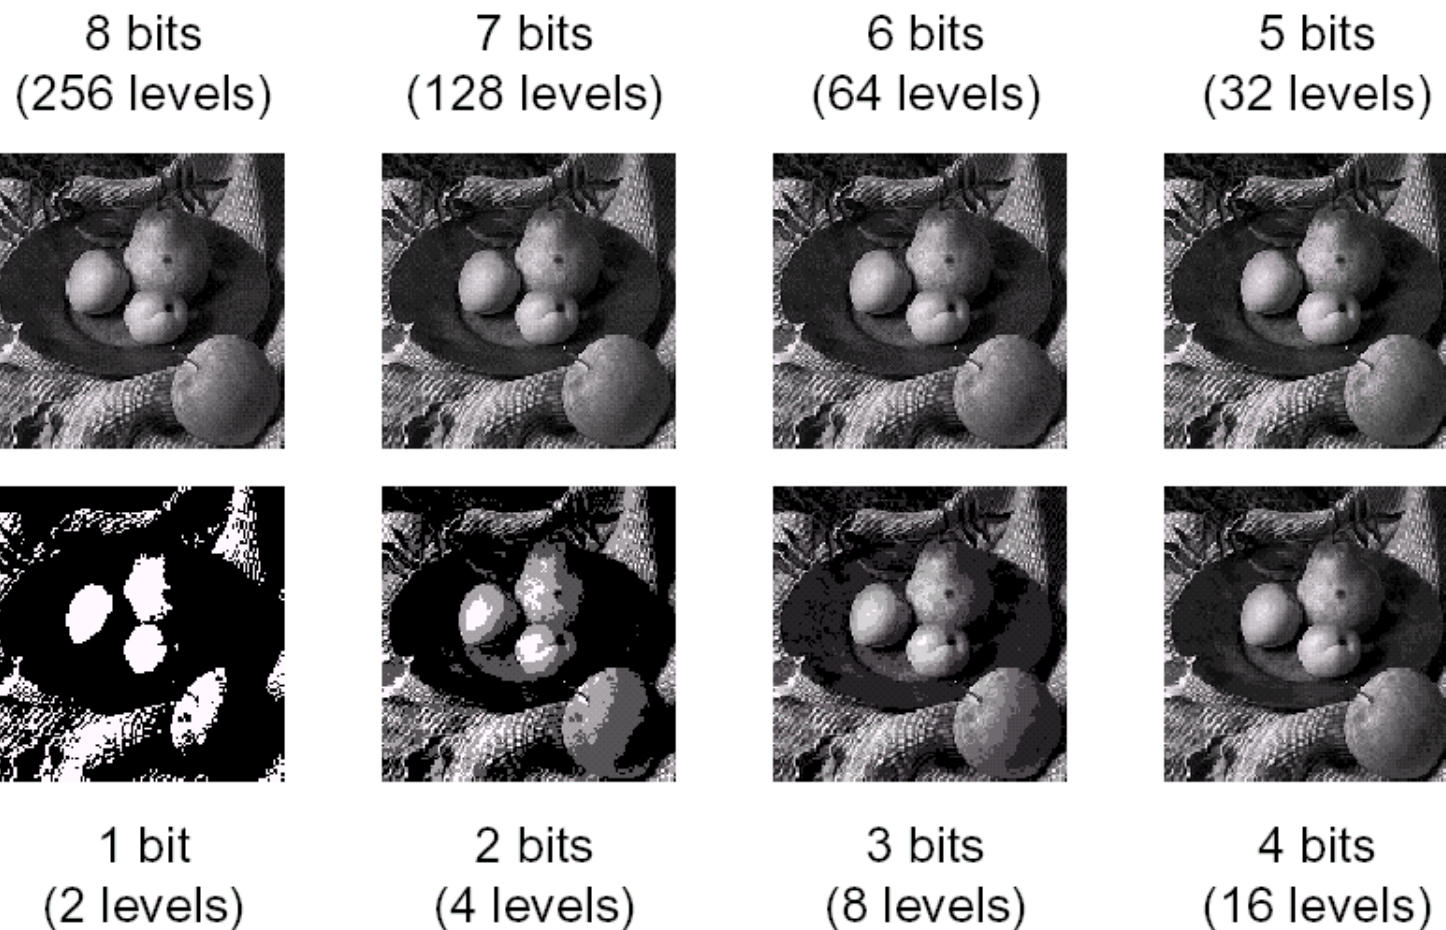 8 bits
(256 levels)
7 bits
(128 levels)
6 bits
(64 levels)
5 bits
(32 levels)
1 bit
(2 levels)
2 bits
(4 levels)
3 bits
(8 levels)
4 bits
(16 levels)